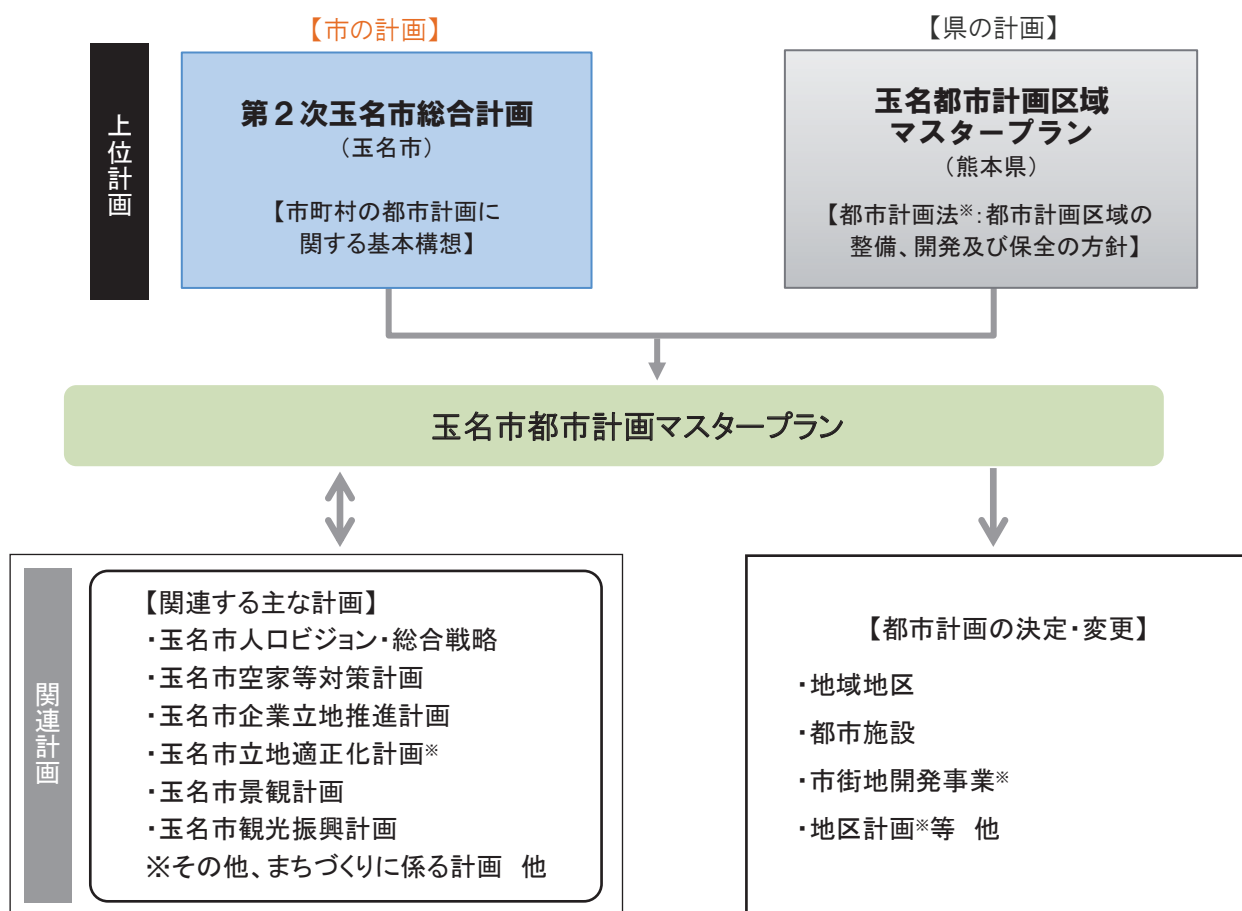 【市の計画】
【県の計画】
上位計画
第２次玉名市総合計画
（玉名市）
【市町村の都市計画に
関する基本構想】
玉名都市計画区域
マスタープラン
（熊本県）
【都市計画法※：都市計画区域の
整備、開発及び保全の方針】
玉名市都市計画マスタープラン
関連計画
【関連する主な計画】
・玉名市人口ビジョン・総合戦略
・玉名市空家等対策計画
・玉名市企業立地推進計画
・玉名市立地適正化計画※
・玉名市景観計画
・玉名市観光振興計画
※その他、まちづくりに係る計画　他
【都市計画の決定・変更】
・地域地区
・都市施設
・市街地開発事業※
・地区計画※等　他